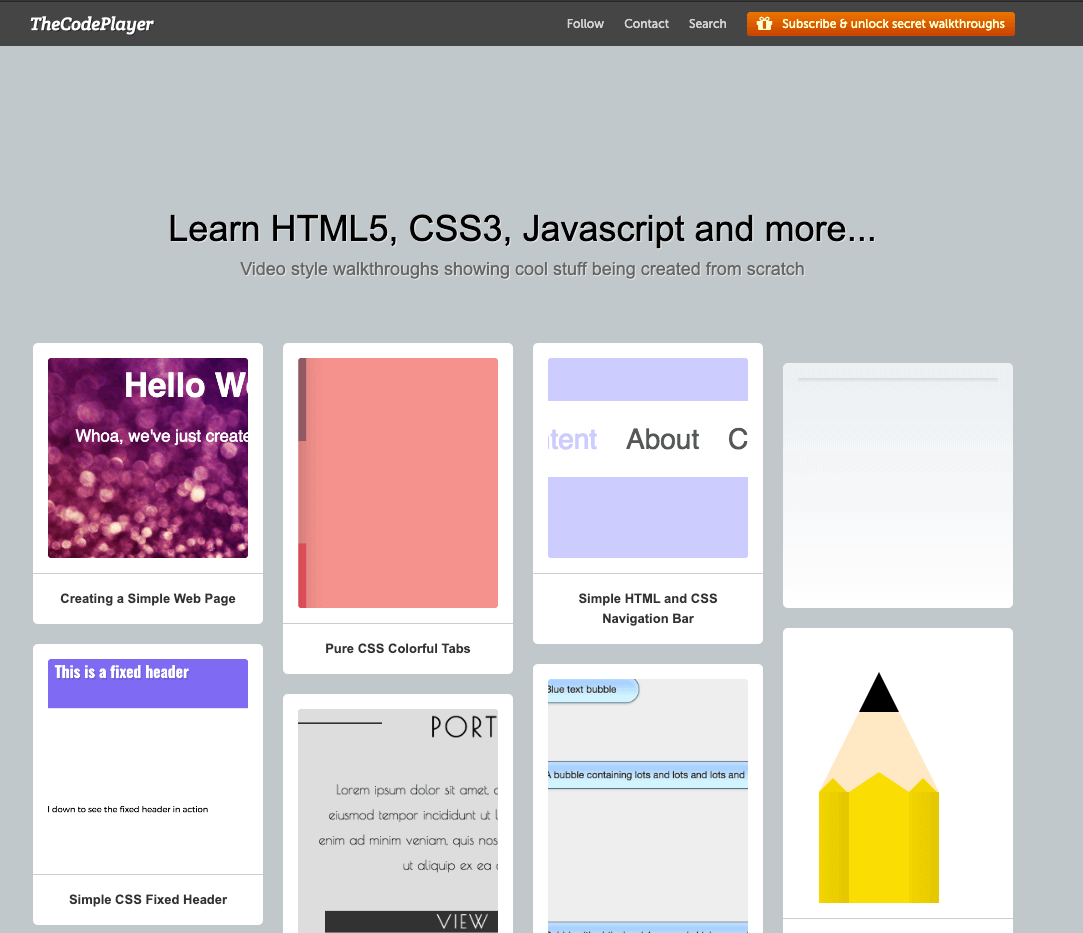 TheCodePlayer
Follow Contact Search Subscribe & unlock secret walkthroughs
Learn HTML5, CSS3, Javascript and more...
Video style walkthroughs showing cool stuff being created from scratch
Hello W
Whoa, we've just create
Creating a Simple Web Page
Pure CSS Colorful Tabs
tent About C
Simple HTML and CSS
Navigation Bar
This is a fixed header
l down to see the fixed header in action
Simple CSS Fixed Header
PORT
Lorem ipsum dolor sit amet, c
eiusmod tempor incididunt ut l
enim ad minim veniam, quis nos
ut aliquip ex ea c
VIEW
Blue text bubble
A bubble containing lots and lots and lots and